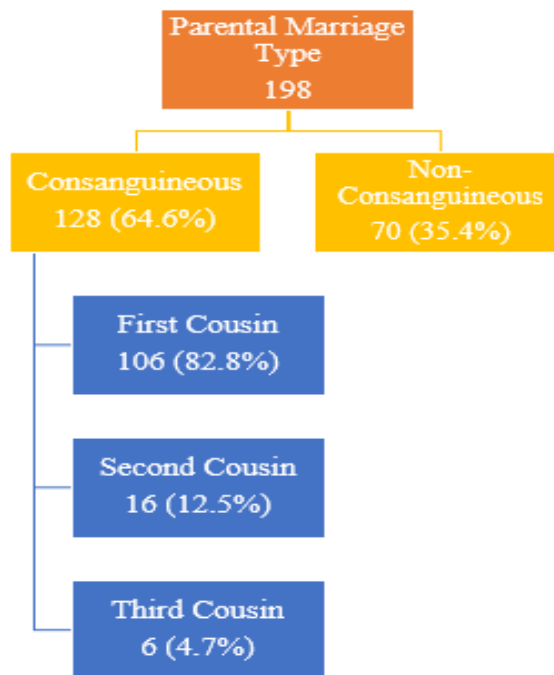 Parental Marriage
Type
198
Consanguineous
128 (64.6%)
Non-
Consanguineous
70 (35.4%)
First Cousin
106 (82.8%)
Second Cousin
16 (12.5%)
Third Cousin
6 (4.7%)